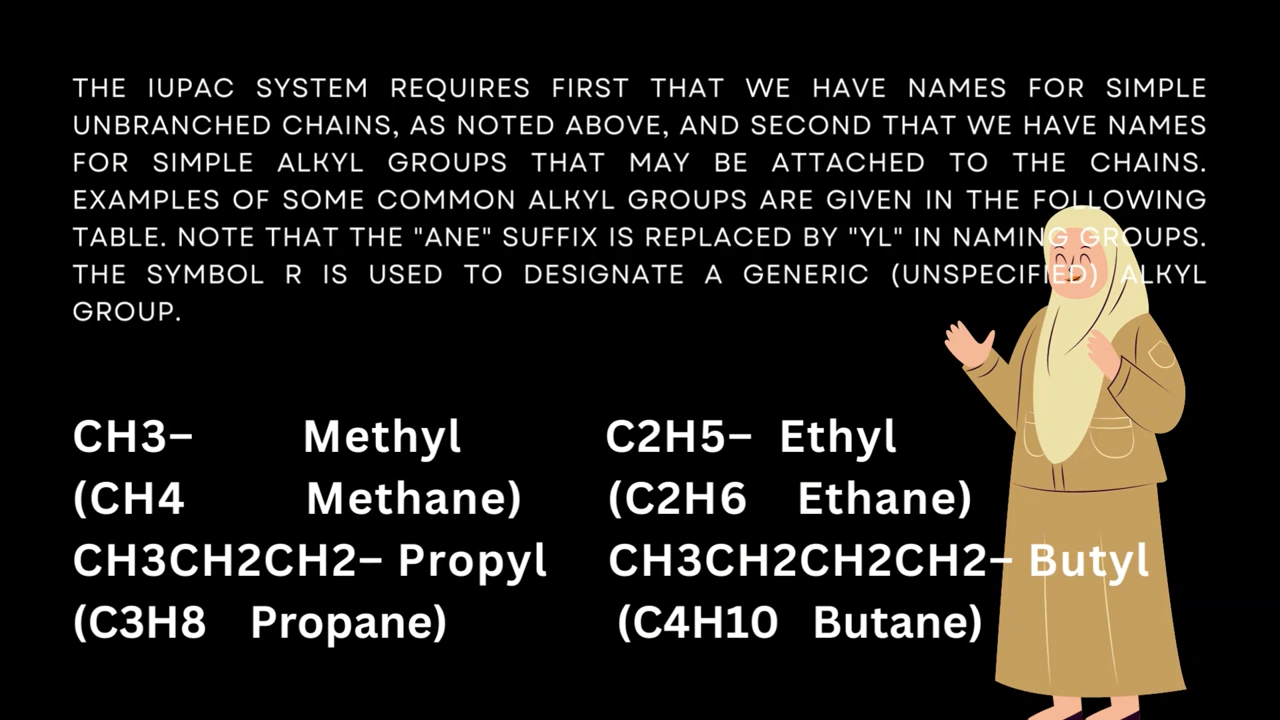 THE IUPAC SYSTEM REQUIRES FIRST THAT WE HAVE NAMES FOR SIMPLE
UNBRANCHED CHAINS, AS NOTED ABOVE, AND SECOND THAT WE HAVE NAMES
FOR SIMPLE ALKYL GROUPS THAT MAY BE ATTACHED TO THE CHAINS.
EXAMPLES OF SOME COMMON ALKYL GROUPS ARE GIVEN IN THE FOLLOWING
TABLE. NOTE THAT THE "ANE" SUFFIX IS REPLACED BY "YL" IN NAMING GROUPS.
THE SYMBOL R IS USED TO DESIGNATE A GENERIC (UNSPECIFIED) ALKYL
GROUP.
CH3– Methyl C2H5– Ethyl
(CH4 Methane) (C2H6 Ethane)
CH3CH2CH2– Propyl CH3CH2CH2CH2– Butyl
(C3H8 Propane) (C4H10 Butane)